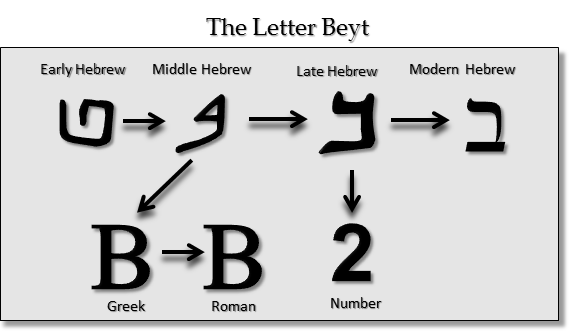 The Letter Beyt
Early Hebrew Middle Hebrew Late Hebrew Modern Hebrew
ב
B B 2
Greek Roman Number